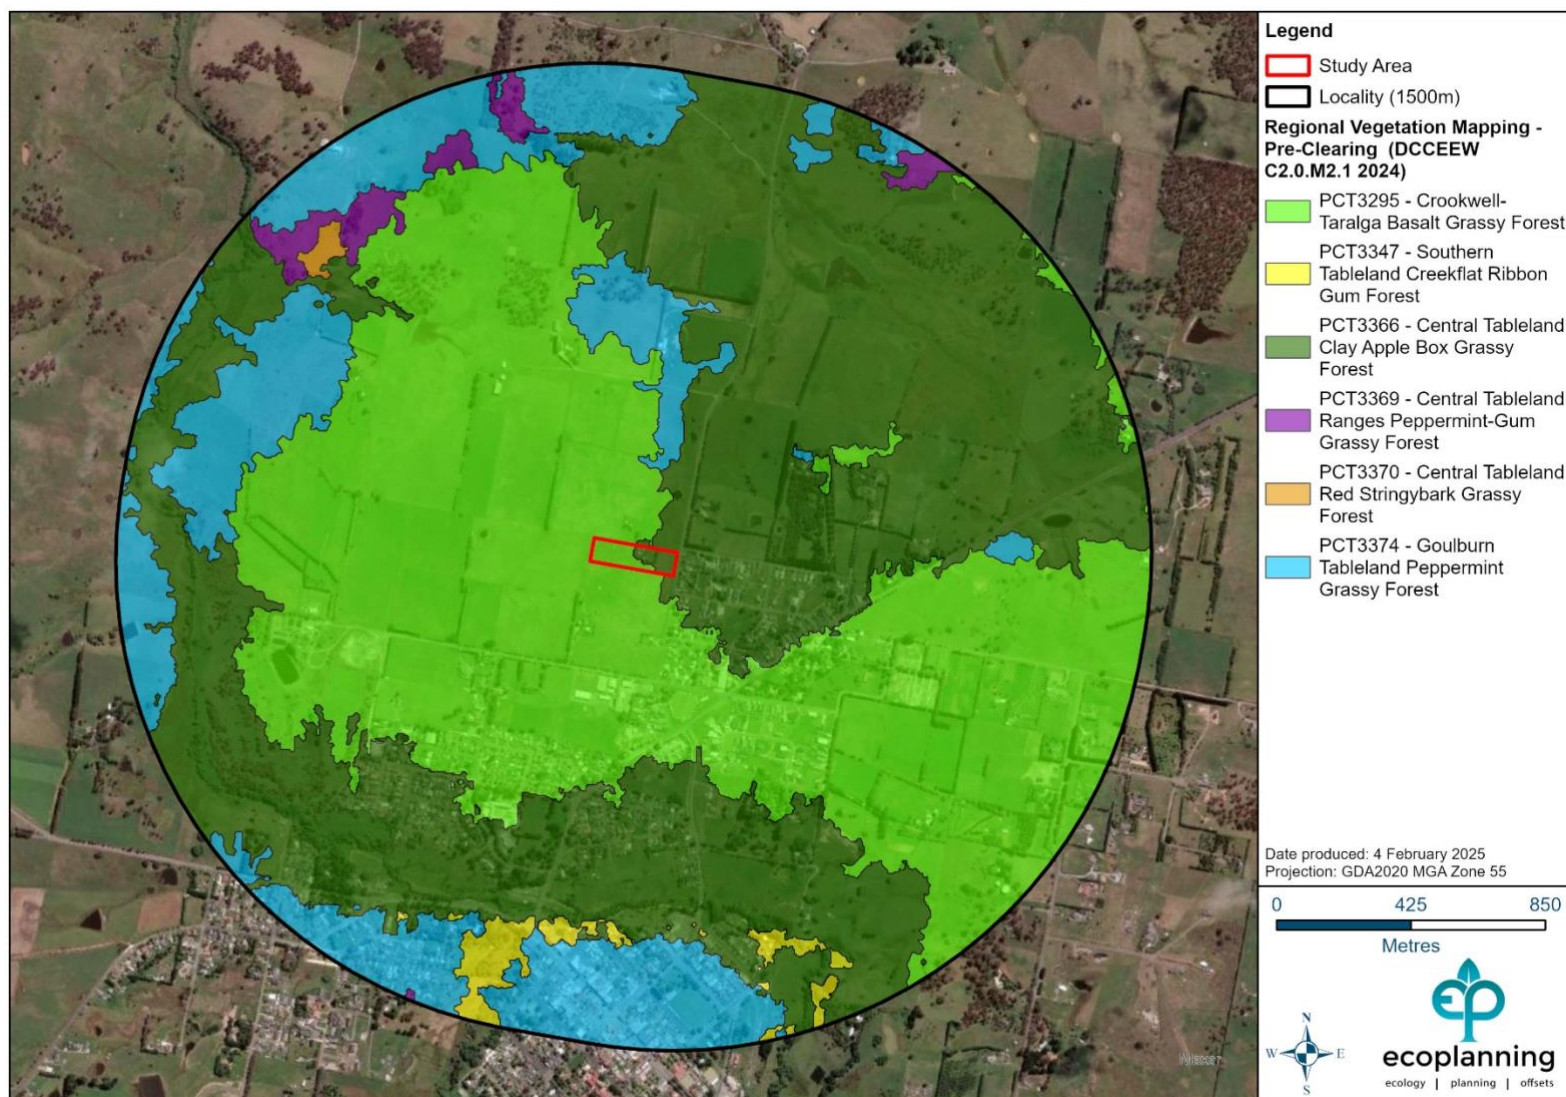 Legend
Study Area
Locality (1500m)
Regional Vegetation Mapping -
Pre-Clearing (DCCEEW
C2.0.M2.1 2024)
PCT3295 - Crookwell-
Taralga Basalt Grassy Forest
PCT3347 - Southern
Tableland Creekflat Ribbon
Gum Forest
PCT3366 - Central Tableland
Clay Apple Box Grassy
Forest
PCT3369 - Central Tableland
Ranges Peppermint-Gum
Grassy Forest
PCT3370 - Central Tableland
Red Stringybark Grassy
Forest
PCT3374 - Goulburn
Tableland Peppermint
Grassy Forest
Date produced: 4 February 2025
Projection: GDA2020 MGA Zone 55
0 425 850
Metres
N
W E
S
ep
ecoplanning
ecology | planning | offsets
Maxar